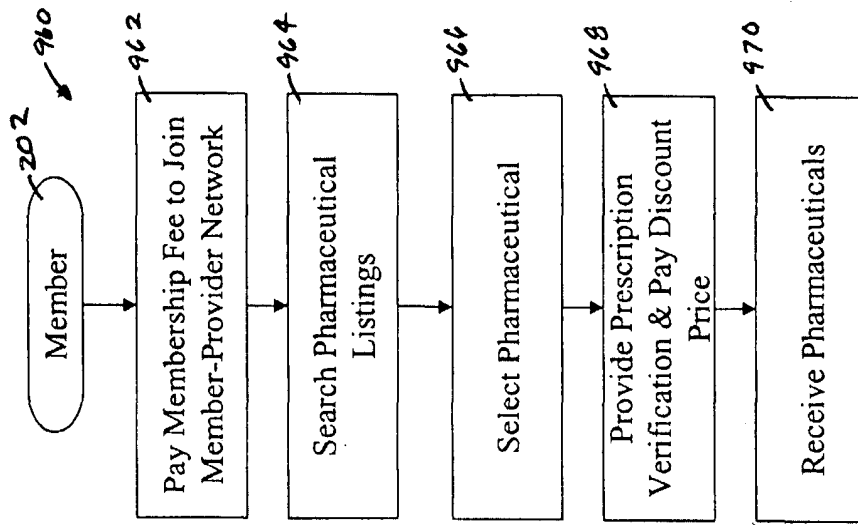 960
202
Member
962
Pay Membership Fee to Join
Member-Provider Network
964
Search Pharmaceutical
Listings
966
Select Pharmaceutical
968
Provide Prescription
Verification & Pay Discount
Price
970
Receive Pharmaceuticals